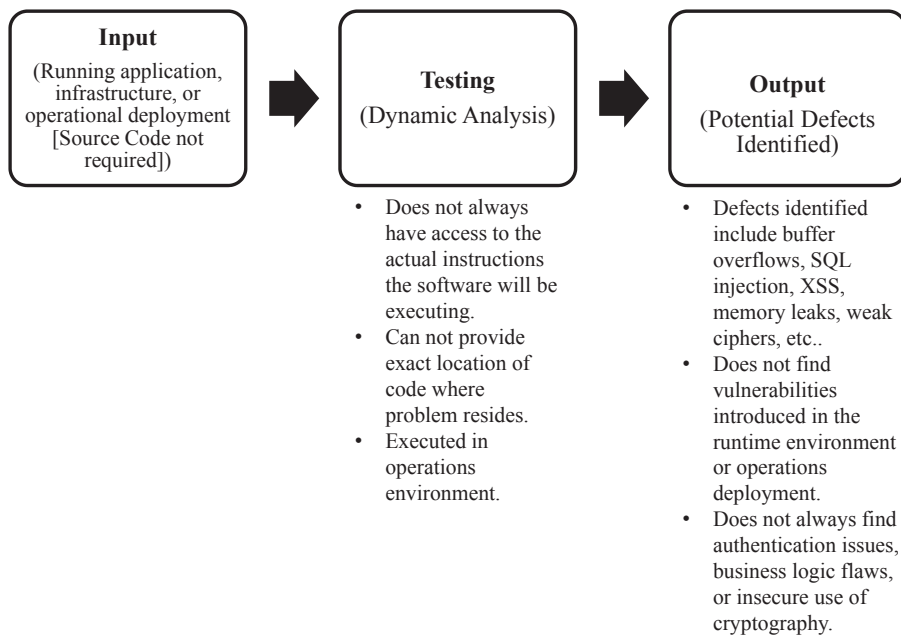 Input
(Running application,
infrastructure, or
operational deployment
[Source Code not
required])
Testing
(Dynamic Analysis)
Output
(Potential Defects
Identified)
• Does not always
have access to the
actual instructions
the software will be
executing.
• Can not provide
exact location of
code where
problem resides.
• Executed in
operations
environment.
• Defects identified
include buffer
overflows, SQL
injection, XSS,
memory leaks, weak
ciphers, etc..
• Does not find
vulnerabilities
introduced in the
runtime environment
or operations
deployment.
• Does not always find
authentication issues,
business logic flaws,
or insecure use of
cryptography.